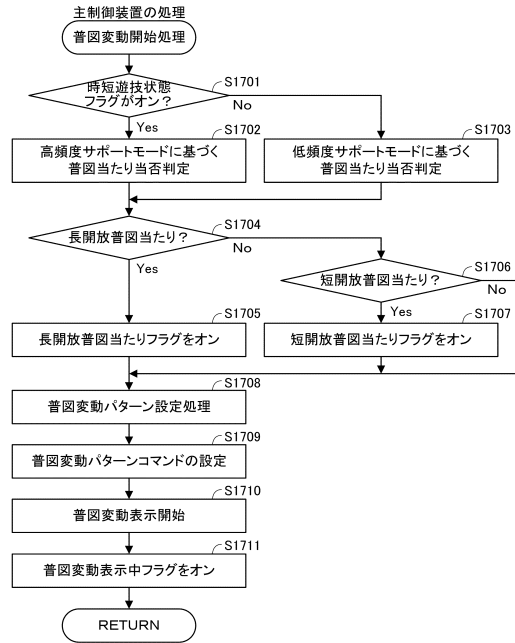 主制御装置の処理
普図変動開始処理
S1701
時短遊技状態
フラグがオン？
No
Yes
S1702
高頻度サポートモードに基づく
普図当たり当否判定
S1703
低頻度サポートモードに基づく
普図当たり当否判定
S1704
長開放普図当たり？
No
Yes
S1706
短開放普図当たり？
No
Yes
S1705
長開放普図当たりフラグをオン
S1707
短開放普図当たりフラグをオン
S1708
普図変動パターン設定処理
S1709
普図変動パターンコマンドの設定
S1710
普図変動表示開始
S1711
普図変動表示中フラグをオン
RETURN